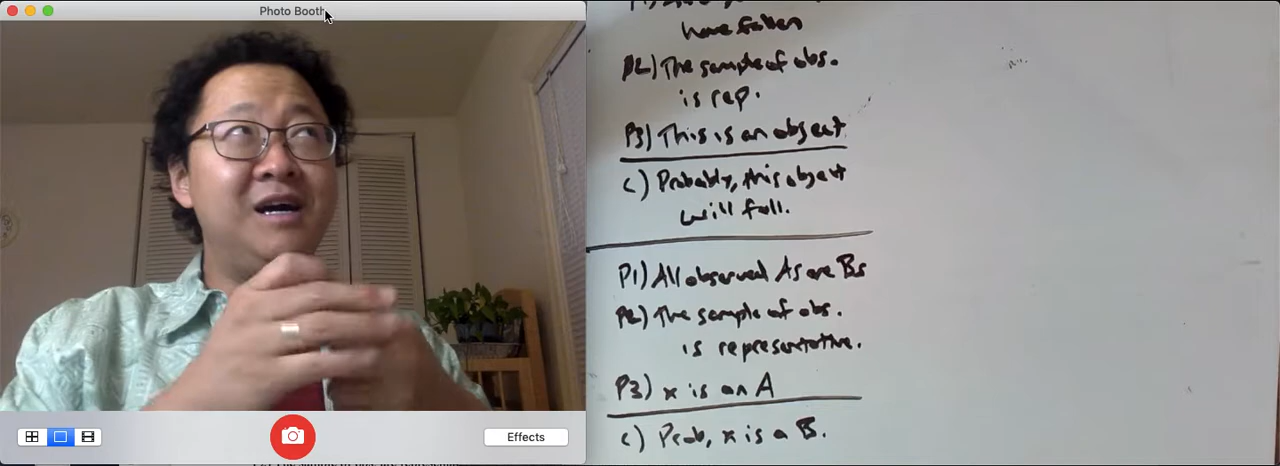 Photo Booth
have fallen
P2) The sample of obs.
is rep.
P3) This is an object
C) Probably, this object
will fall.
P1) All observed As are Bs
P2) The sample of obs.
is representative.
P3) x is an A
C) Prob, x is a B.
Effects